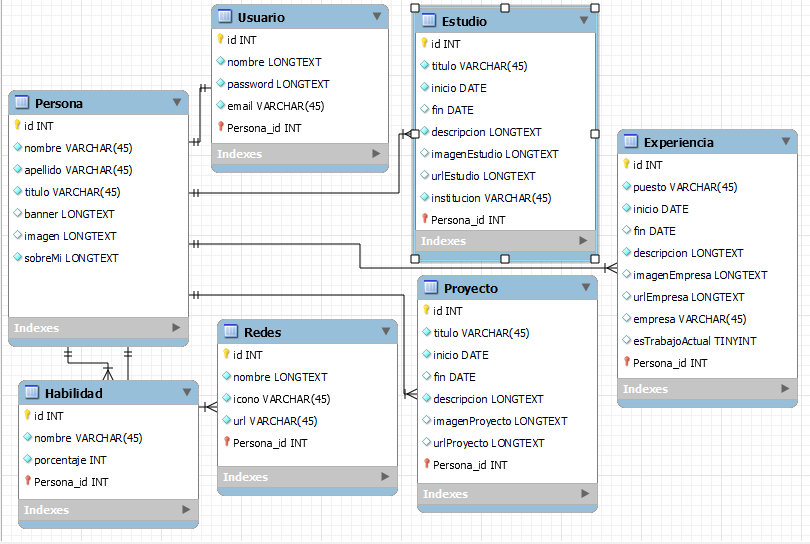 Usuario
id INT
nombre LONGTEXT
password LONGTEXT
email VARCHAR(45)
Persona_id INT
Indexes
Estudio
id INT
titulo VARCHAR(45)
inicio DATE
fin DATE
descripcion LONGTEXT
imagenEstudio LONGTEXT
urlEstudio LONGTEXT
institucion VARCHAR(45)
Persona_id INT
Indexes
Persona
id INT
nombre VARCHAR(45)
apellido VARCHAR(45)
titulo VARCHAR(45)
banner LONGTEXT
imagen LONGTEXT
sobreMi LONGTEXT
Indexes
Experiencia
id INT
puesto VARCHAR(45)
inicio DATE
fin DATE
descripcion LONGTEXT
imagenEmpresa LONGTEXT
urlEmpresa LONGTEXT
empresa VARCHAR(45)
esTrabajoActual TINYINT
Persona_id INT
Indexes
Proyecto
id INT
titulo VARCHAR(45)
inicio DATE
fin DATE
descripcion LONGTEXT
imagenProyecto LONGTEXT
urlProyecto LONGTEXT
Persona_id INT
Indexes
Redes
id INT
nombre LONGTEXT
icono VARCHAR(45)
url VARCHAR(45)
Persona_id INT
Indexes
Habilidad
id INT
nombre VARCHAR(45)
porcentaje INT
Persona_id INT
Indexes